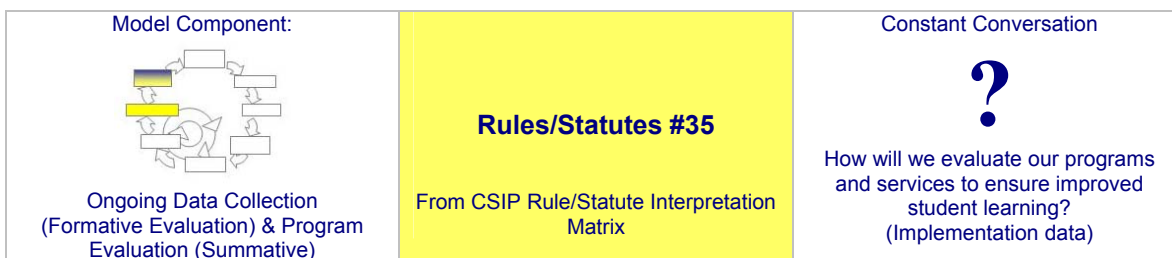 Model Component:
Ongoing Data Collection
(Formative Evaluation) & Program
Evaluation (Summative)
Rules/Statutes #35
From CSIP Rule/Statute Interpretation
Matrix
Constant Conversation
?
How will we evaluate our programs
and services to ensure improved
student learning?
(Implementation data)